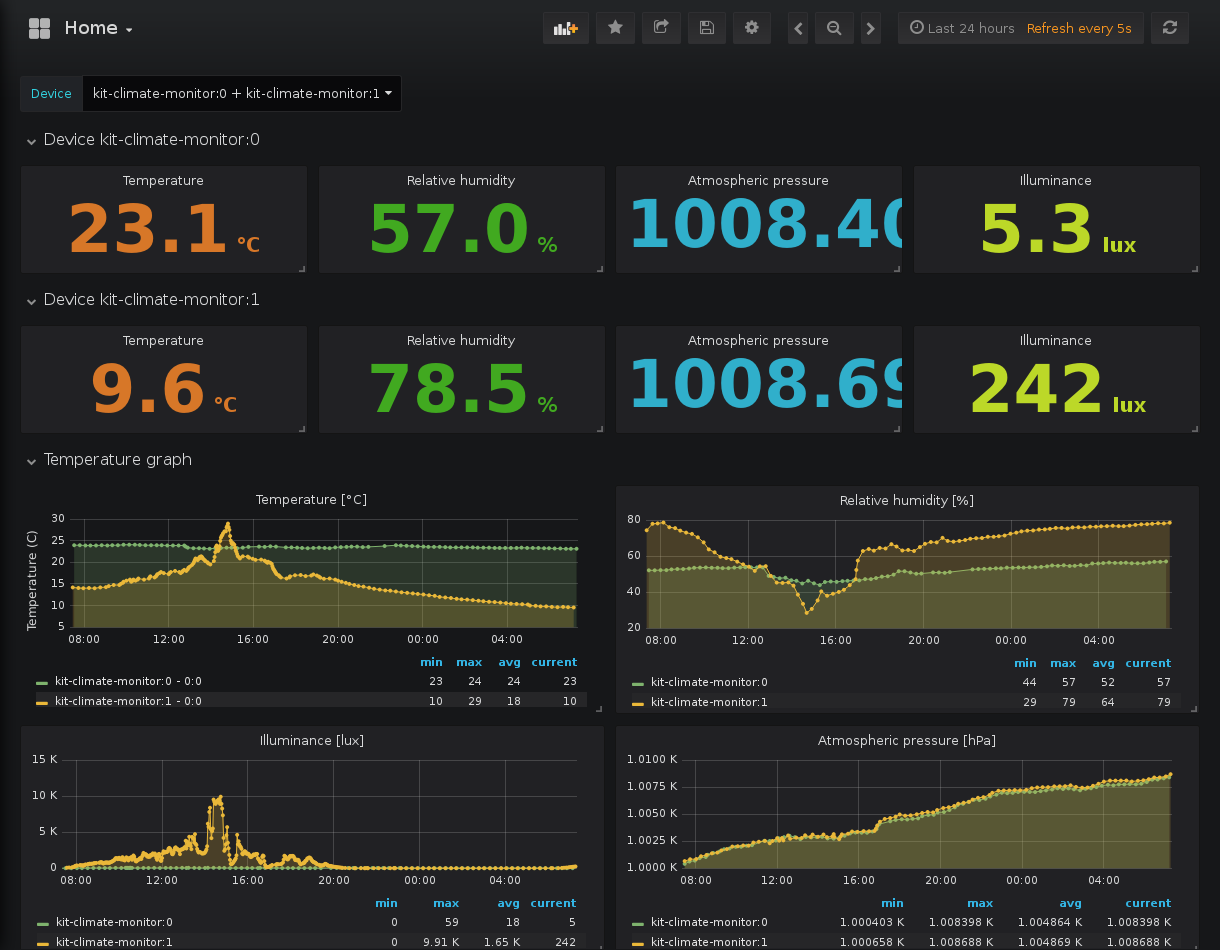 Home
Last 24 hours Refresh every 5s
Device kit-climate-monitor:0 + kit-climate-monitor:1
Device kit-climate-monitor:0
Temperature Relative humidity Atmospheric pressure Illuminance
23.1 °C 57.0 % 1008.40 5.3 lux
Device kit-climate-monitor:1
Temperature Relative humidity Atmospheric pressure Illuminance
9.6 °C 78.5 % 1008.69 242 lux
Temperature graph
Temperature [°C]
Temperature (C)
30
25
20
15
10
5
08:00 12:00 16:00 20:00 00:00 04:00
min max avg current
kit-climate-monitor:0 - 0:0 23 24 24 23
kit-climate-monitor:1 - 0:0 10 29 18 10
Relative humidity [%]
80
60
40
20
08:00 12:00 16:00 20:00 00:00 04:00
min max avg current
kit-climate-monitor:0 44 57 52 57
kit-climate-monitor:1 29 79 64 79
Illuminance [lux]
15 K
10 K
5 K
0
08:00 12:00 16:00 20:00 00:00 04:00
min max avg current
kit-climate-monitor:0 0 59 18 5
kit-climate-monitor:1 0 9.91 K 1.65 K 242
Atmospheric pressure [hPa]
1.0100 K
1.0075 K
1.0050 K
1.0025 K
1.0000 K
08:00 12:00 16:00 20:00 00:00 04:00
min max avg current
kit-climate-monitor:0 1.000403 K 1.008398 K 1.004864 K 1.008398 K
kit-climate-monitor:1 1.000658 K 1.008688 K 1.004869 K 1.008688 K